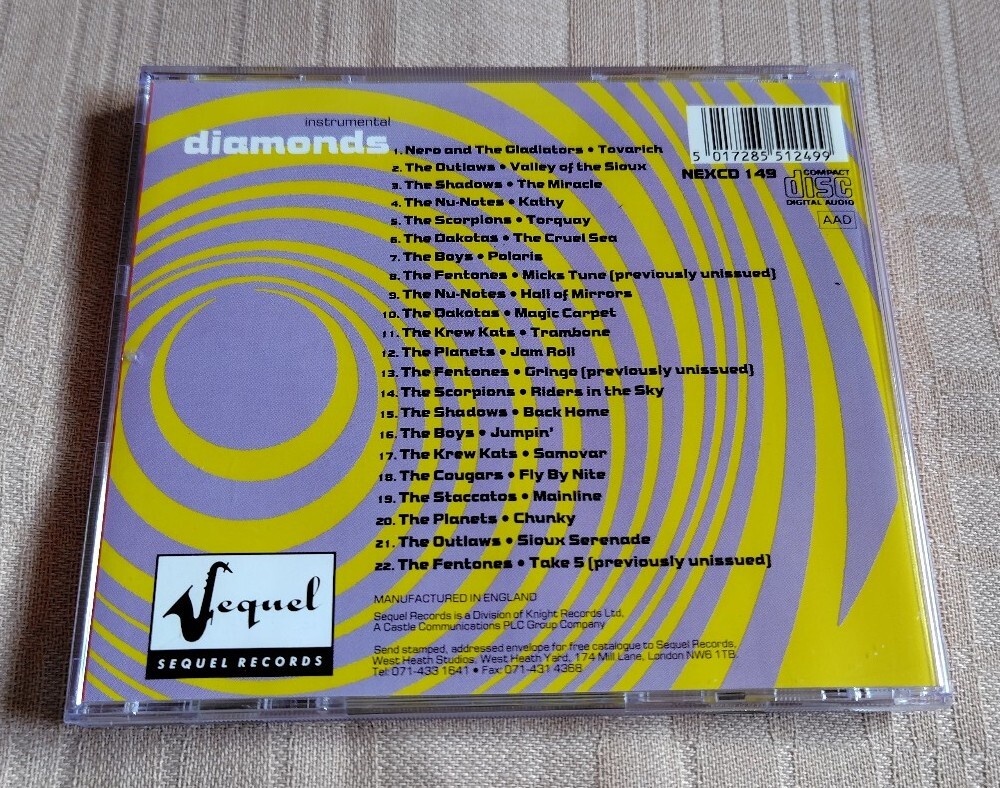 instrumental
diamonds
1. Nero and The Gladiators • Tovarich
2. The Outlaws • Valley of the Sioux
3. The Shadows • The Miracle
4. The Nu-Notes • Kathy
5. The Scorpions • Torquay
6. The Dakotas • The Cruel Sea
7. The Boys • Polaris
8. The Fentones • Micks Tune (previously unissued)
9. The Nu-Notes • Hall of Mirrors
10. The Dakotas • Magic Carpet
11. The Krew Kats • Trambone
12. The Planets • Jam Roll
13. The Fentones • Gringo (previously unissued)
14. The Scorpions • Riders in the Sky
15. The Shadows • Back Home
16. The Boys • Jumpin'
17. The Krew Kats • Samovar
18. The Cougars • Fly By Nite
19. The Staccatos • Mainline
20. The Planets • Chunky
21. The Outlaws • Sioux Serenade
22. The Fentones • Take 5 (previously unissued)
5 017285 512499
NEXCD 149
COMPACT
disc
DIGITAL AUDIO
AAD
Sequel
SEQUEL RECORDS
MANUFACTURED IN ENGLAND
Sequel Records is a Division of Knight Records Ltd.
A Castle Communications PLC Group Company
Send stamped, addressed envelope for free catalogue to Sequel Records,
West Heath Studios, West Heath Yard, 174 Mill Lane, London NW6 1TB.
Tel: 071-433 1641 • Fax: 071-431 4368